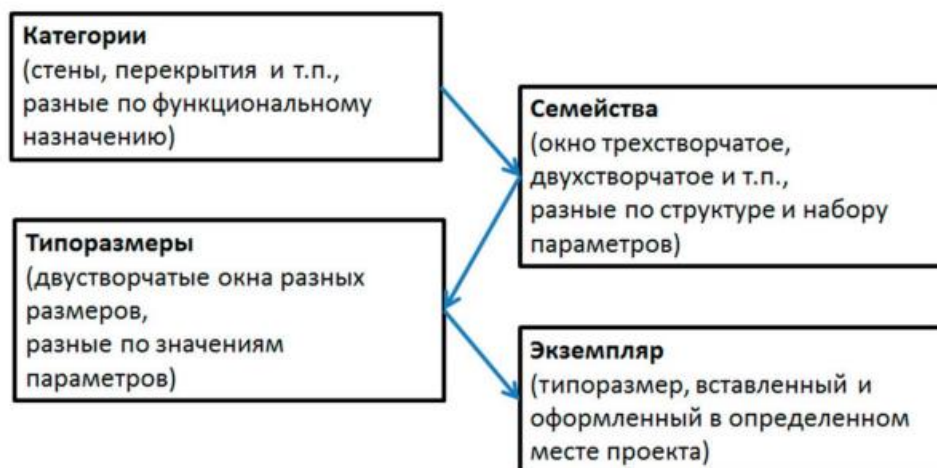 Категории
(стены, перекрытия и т.п.,
разные по функциональному
назначению)
Семейства
(окно трехстворчатое,
двухстворчатое и т.п.,
разные по структуре и набору
параметров)
Типоразмеры
(двустворчатые окна разных
размеров,
разные по значениям
параметров)
Экземпляр
(типоразмер, вставленный и
оформленный в определенном
месте проекта)